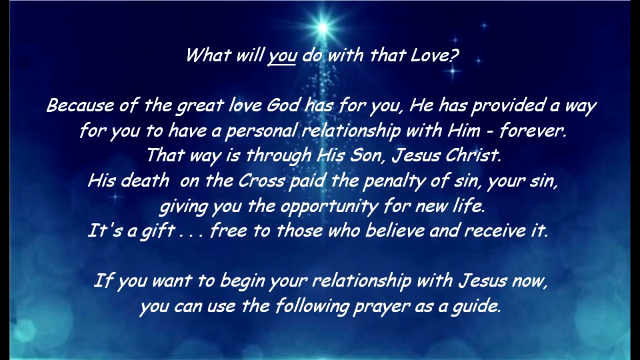 What will you do with that Love?
Because of the great love God has for you, He has provided a way
for you to have a personal relationship with Him - forever.
That way is through His Son, Jesus Christ.
His death  on the Cross paid the penalty of sin, your sin,
giving you the opportunity for new life.
It's a gift . . . free to those who believe and receive it.
If you want to begin your relationship with Jesus now,
you can use the following prayer as a guide.